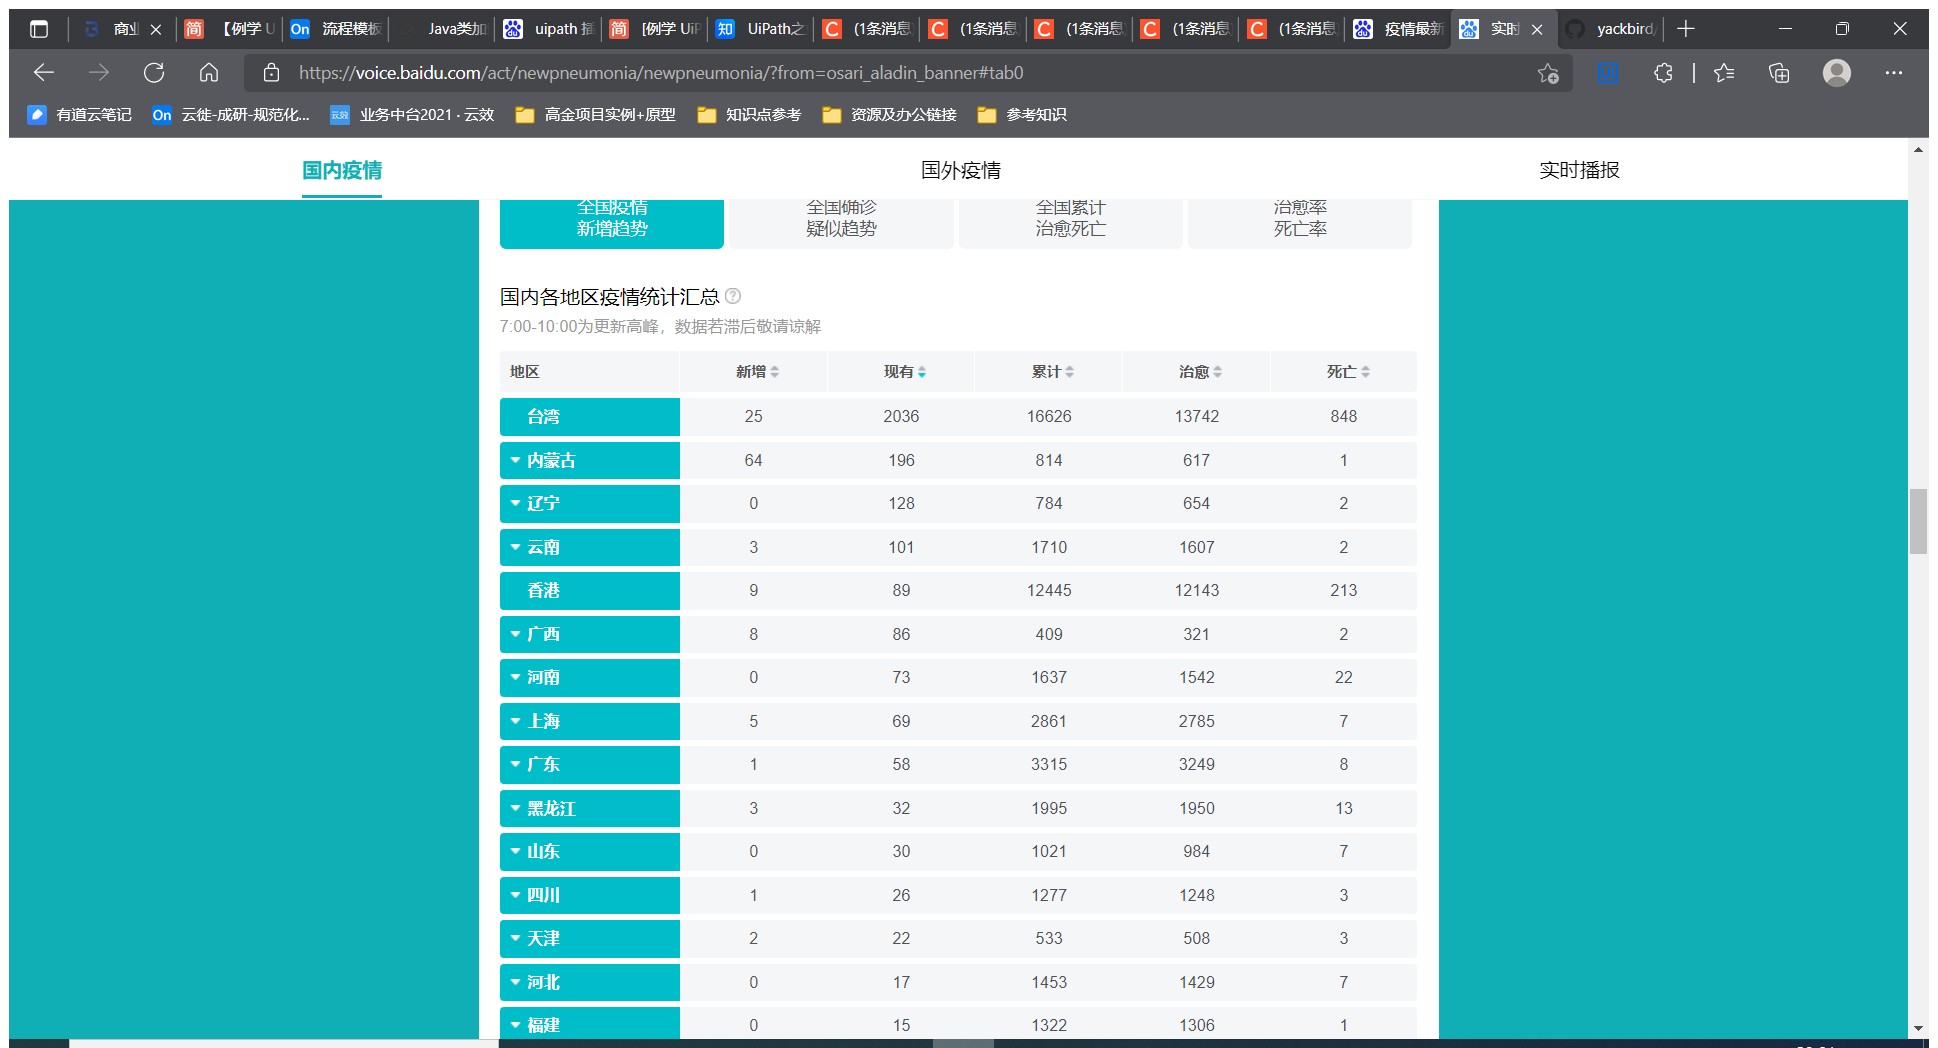 商业
【例学 U
On 流程模板
Java类加
uipath 插
[例学 UiP
知 UiPath之
C (1条消息
C (1条消息
C (1条消息
C (1条消息
C (1条消息
疫情最新
实时
yackbird/
https://voice.baidu.com/act/newpneumonia/newpneumonia/?from=osari_aladin_banner#tab0
有道云笔记
On 云徙-成研-规范化...
云效 业务中台2021 · 云效
高金项目实例+原型
知识点参考
资源及办公链接
参考知识
国内疫情 国外疫情 实时播报
全国疫情 全国确诊 全国累计 治愈率
新增趋势 疑似趋势 治愈死亡 死亡率
国内各地区疫情统计汇总
7:00-10:00为更新高峰，数据若滞后敬请谅解
地区 新增 现有 累计 治愈 死亡
台湾 25 2036 16626 13742 848
内蒙古 64 196 814 617 1
辽宁 0 128 784 654 2
云南 3 101 1710 1607 2
香港 9 89 12445 12143 213
广西 8 86 409 321 2
河南 0 73 1637 1542 22
上海 5 69 2861 2785 7
广东 1 58 3315 3249 8
黑龙江 3 32 1995 1950 13
山东 0 30 1021 984 7
四川 1 26 1277 1248 3
天津 2 22 533 508 3
河北 0 17 1453 1429 7
福建 0 15 1322 1306 1